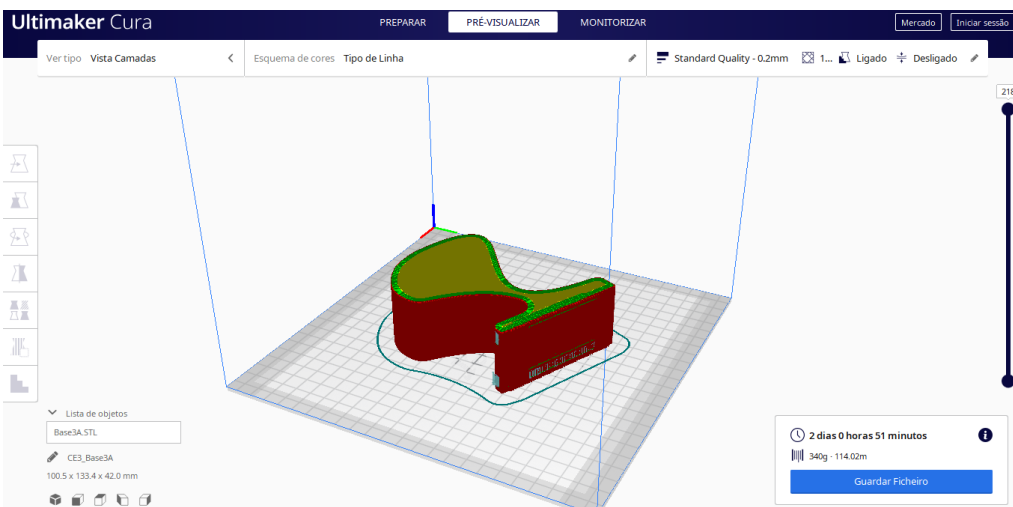 Ultimaker Cura
PREPARAR
PRÉ-VISUALIZAR
MONITORIZAR
Mercado
Iniciar sessão
Ver tipo Vista Camadas
Esquema de cores Tipo de Linha
Standard Quality - 0.2mm
1...
Ligado
Desligado
218
Lista de objetos
Base3A.STL
CE3_Base3A
100.5 x 133.4 x 42.0 mm
2 dias 0 horas 51 minutos
340g · 114.02m
Guardar Ficheiro